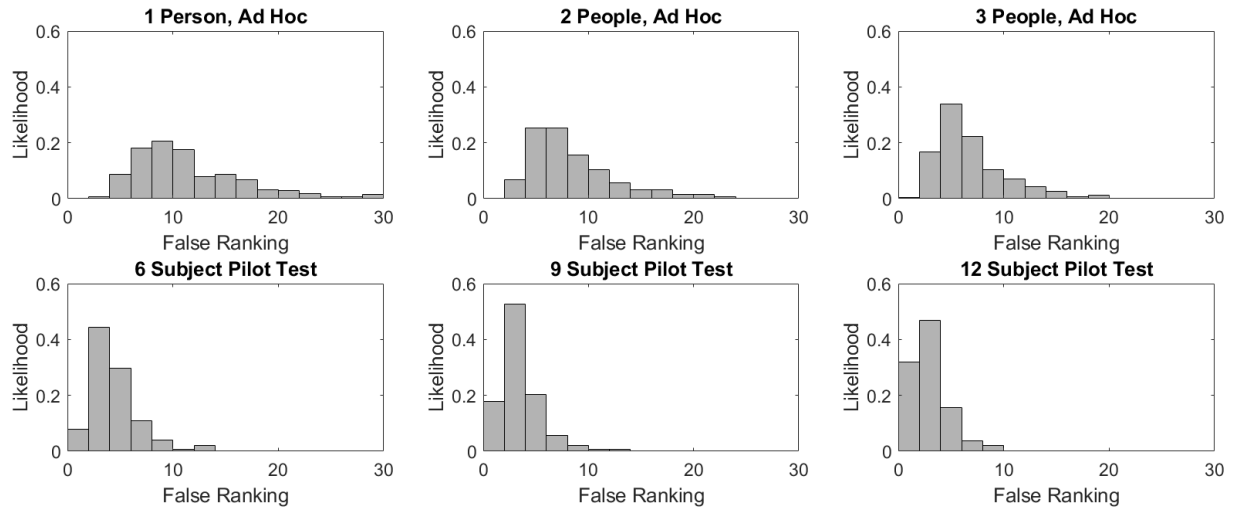 1 Person, Ad Hoc
0.6
0.4
0.2
0
Likelihood
0 10 20 30
False Ranking
2 People, Ad Hoc
0.6
0.4
0.2
0
Likelihood
0 10 20 30
False Ranking
3 People, Ad Hoc
0.6
0.4
0.2
0
Likelihood
0 10 20 30
False Ranking
6 Subject Pilot Test
0.6
0.4
0.2
0
Likelihood
0 10 20 30
False Ranking
9 Subject Pilot Test
0.6
0.4
0.2
0
Likelihood
0 10 20 30
False Ranking
12 Subject Pilot Test
0.6
0.4
0.2
0
Likelihood
0 10 20 30
False Ranking